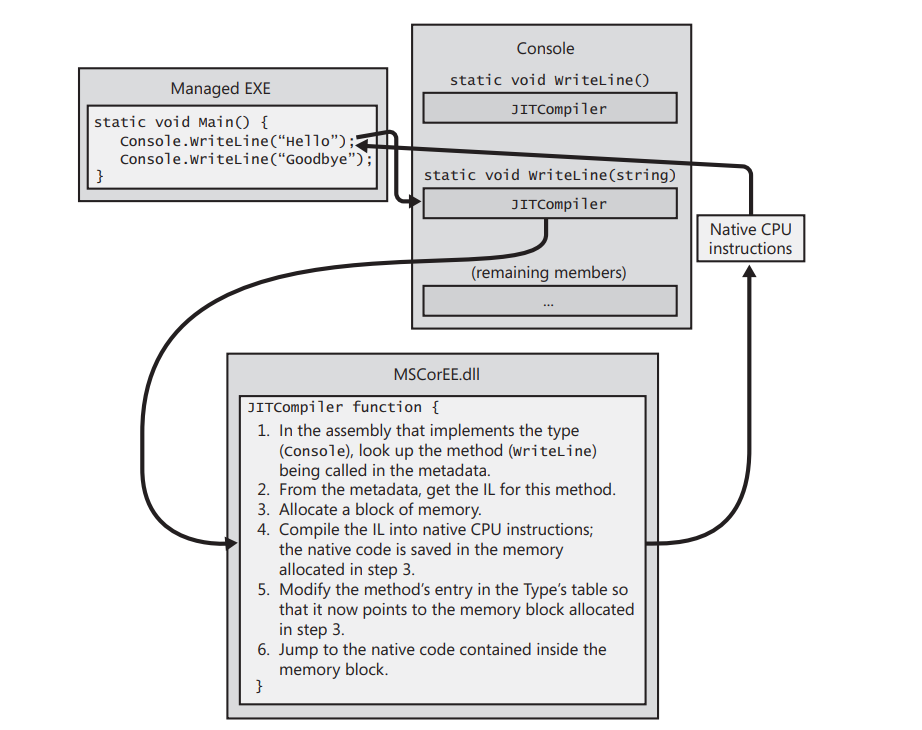 Managed EXE
static void Main() {
Console.WriteLine(“Hello”);
Console.WriteLine(“Goodbye”);
}
Console
static void WriteLine()
JITCompiler
static void WriteLine(string)
JITCompiler
(remaining members)
...
Native CPU
instructions
MSCorEE.dll
JITCompiler function {
1. In the assembly that implements the type
(Console), look up the method (WriteLine)
being called in the metadata.
2. From the metadata, get the IL for this method.
3. Allocate a block of memory.
4. Compile the IL into native CPU instructions;
the native code is saved in the memory
allocated in step 3.
5. Modify the method’s entry in the Type’s table so
that it now points to the memory block allocated
in step 3.
6. Jump to the native code contained inside the
memory block.
}